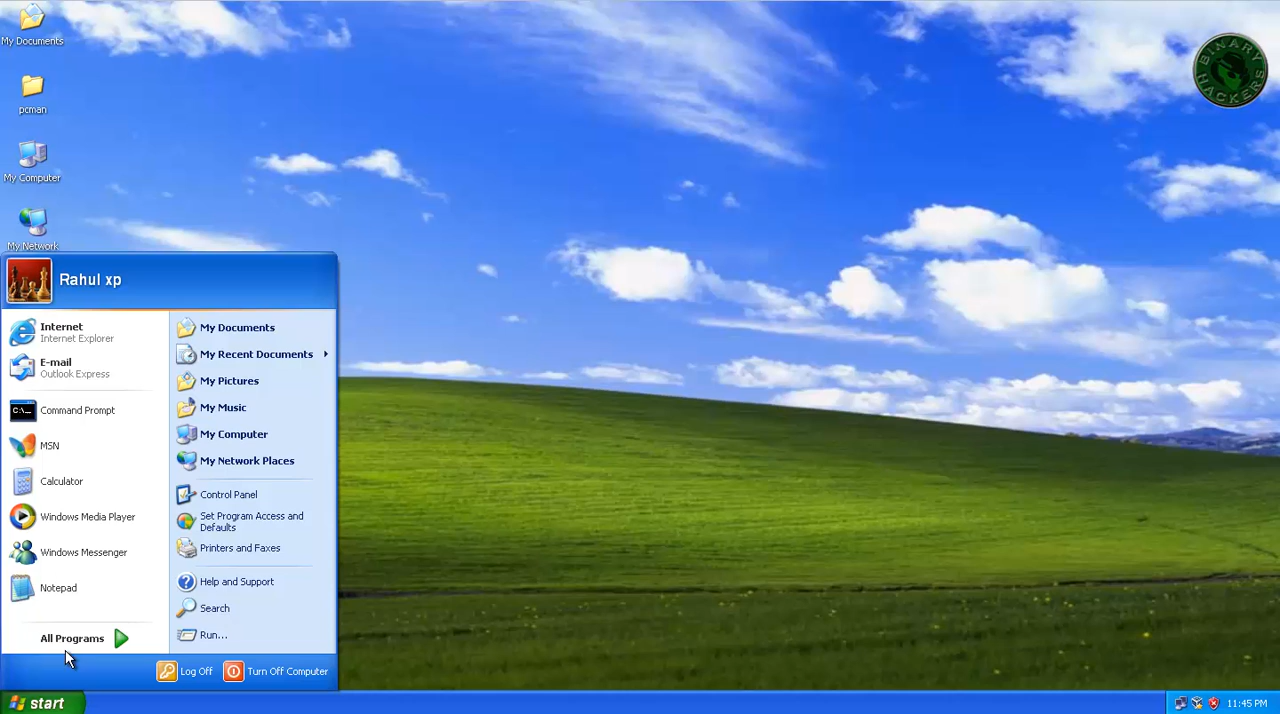 My Documents
pcman
My Computer
My Network
BINARY
HACKERS
Rahul xp
Internet
Internet Explorer
E-mail
Outlook Express
Command Prompt
MSN
Calculator
Windows Media Player
Windows Messenger
Notepad
All Programs
My Documents
My Recent Documents
My Pictures
My Music
My Computer
My Network Places
Control Panel
Set Program Access and
Defaults
Printers and Faxes
Help and Support
Search
Run...
Log Off
Turn Off Computer
start
11:45 PM